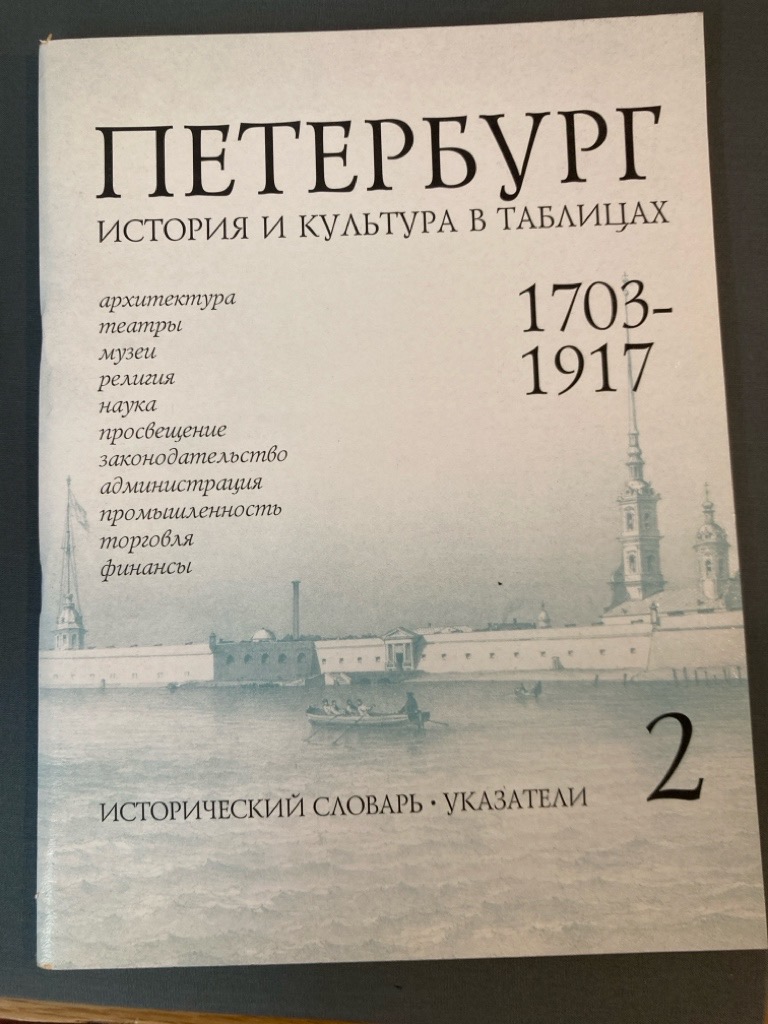 ПЕТЕРБУРГ
ИСТОРИЯ И КУЛЬТУРА В ТАБЛИЦАХ
архитектура
театры
музеи
религия
наука
просвещение
законодательство
администрация
промышленность
торговля
финансы
1703-
1917
2
ИСТОРИЧЕСКИЙ СЛОВАРЬ · УКАЗАТЕЛИ